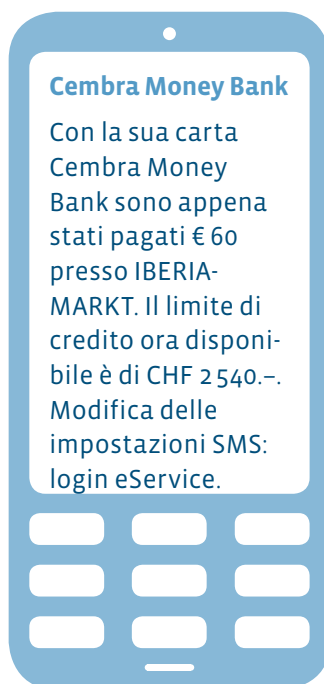 Cembra Money Bank
Con la sua carta
Cembra Money
Bank sono appena
stati pagati € 60
presso IBERIA-
MARKT. Il limite di
credito ora disponi-
bile è di CHF 2 540.–.
Modifica delle
impostazioni SMS:
login eService.